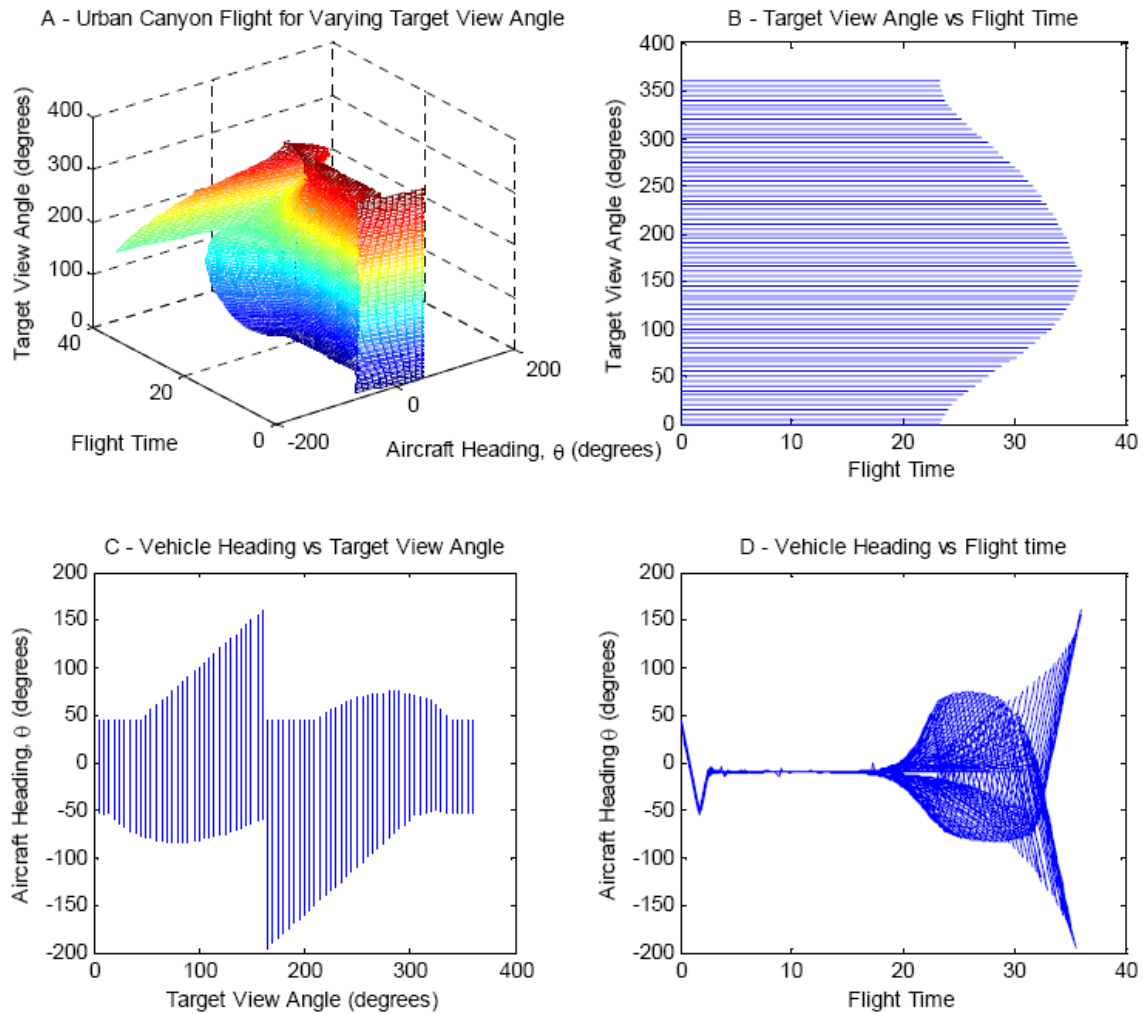 A - Urban Canyon Flight for Varying Target View Angle
Target View Angle (degrees)
400
300
200
100
0
40
20
0
Flight Time
-200
0
200
Aircraft Heading, θ (degrees)
B - Target View Angle vs Flight Time
Target View Angle (degrees)
400
350
300
250
200
150
100
50
0
0 10 20 30 40
Flight Time
C - Vehicle Heading vs Target View Angle
Aircraft Heading, θ (degrees)
200
150
100
50
0
-50
-100
-150
-200
0 100 200 300 400
Target View Angle (degrees)
D - Vehicle Heading vs Flight time
Aircraft Heading θ (degrees)
200
150
100
50
0
-50
-100
-150
-200
0 10 20 30 40
Flight Time